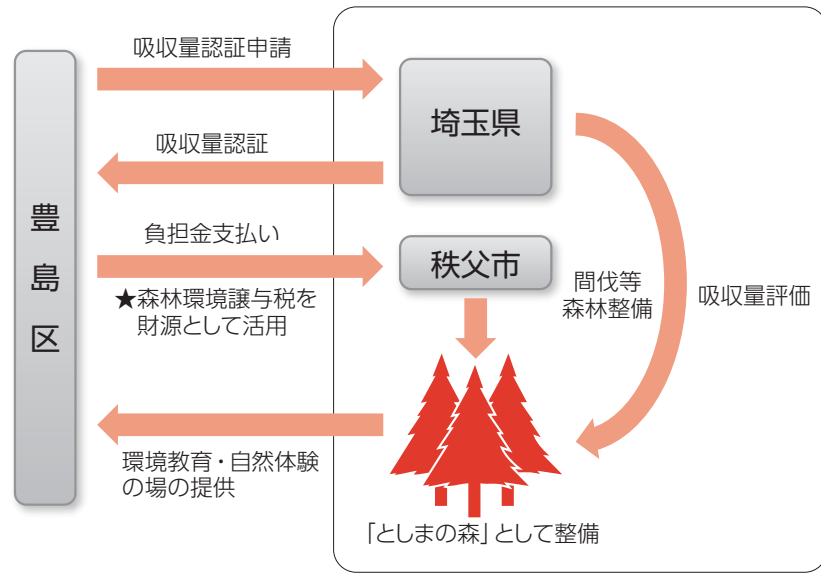 吸収量認証申請
埼玉県
吸収量認証
豊島区
負担金支払い
★森林環境譲与税を
財源として活用
秩父市
間伐等
森林整備
吸収量評価
環境教育・自然体験
の場の提供
「としまの森」として整備